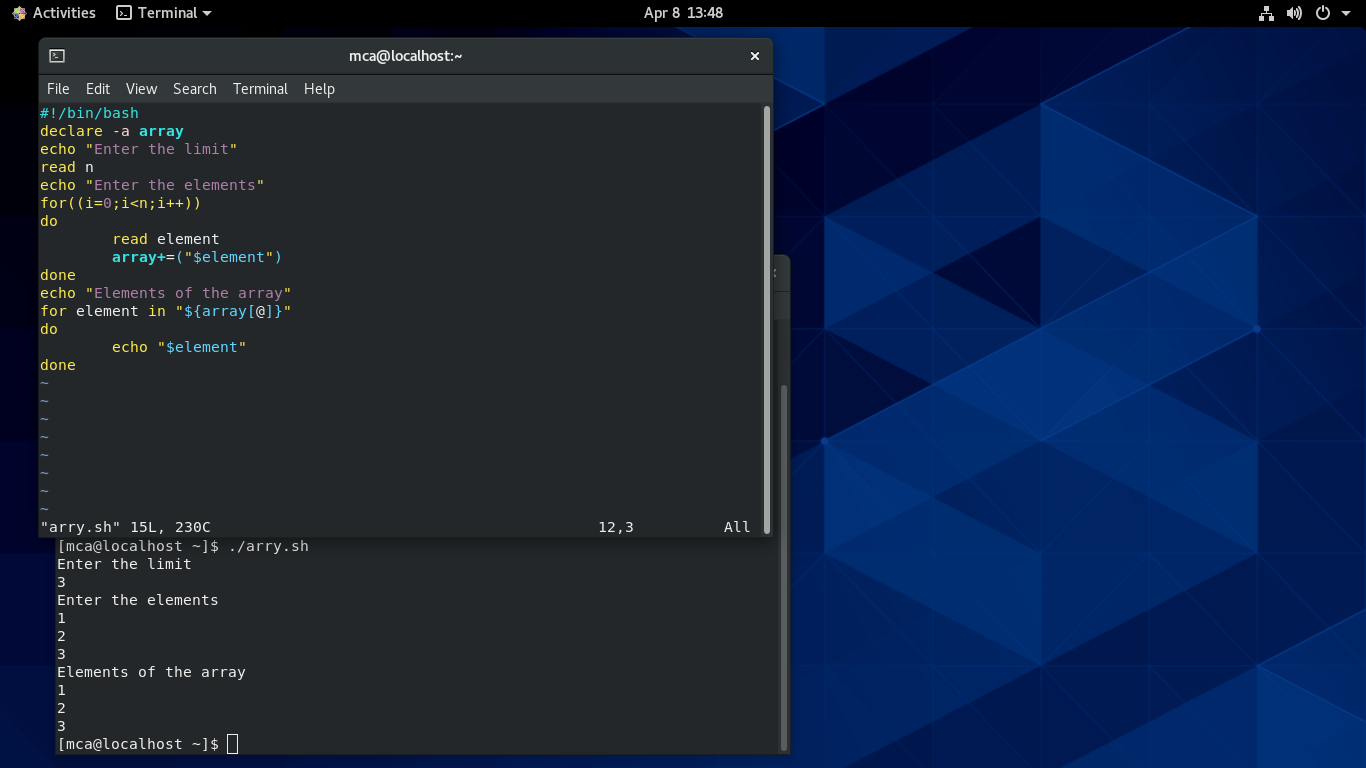 Activities Terminal Apr 8 13:48
mca@localhost:~
File Edit View Search Terminal Help
#!/bin/bash
declare -a array
echo "Enter the limit"
read n
echo "Enter the elements"
for((i=0;i<n;i++))
do
        read element
        array+=("$element")
done
echo "Elements of the array"
for element in "${array[@]}"
do
        echo "$element"
done
~
~
~
~
~
~
~
~
"arry.sh" 15L, 230C 12,3 All
[mca@localhost ~]$ ./arry.sh
Enter the limit
3
Enter the elements
1
2
3
Elements of the array
1
2
3
[mca@localhost ~]$